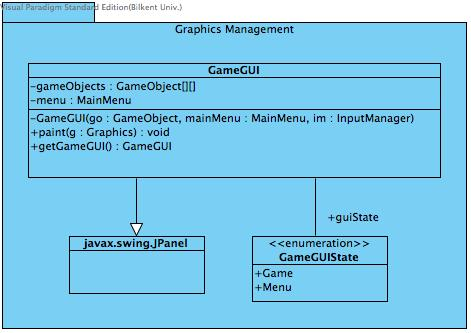 Visual Paradigm Standard Edition(Bilkent Univ.)
Graphics Management
GameGUI
-gameObjects : GameObject[][]
-menu : MainMenu
-GameGUI(go : GameObject, mainMenu : MainMenu, im : InputManager)
+paint(g : Graphics) : void
+getGameGUI() : GameGUI
+guiState
javax.swing.JPanel
<<enumeration>>
GameGUIState
+Game
+Menu